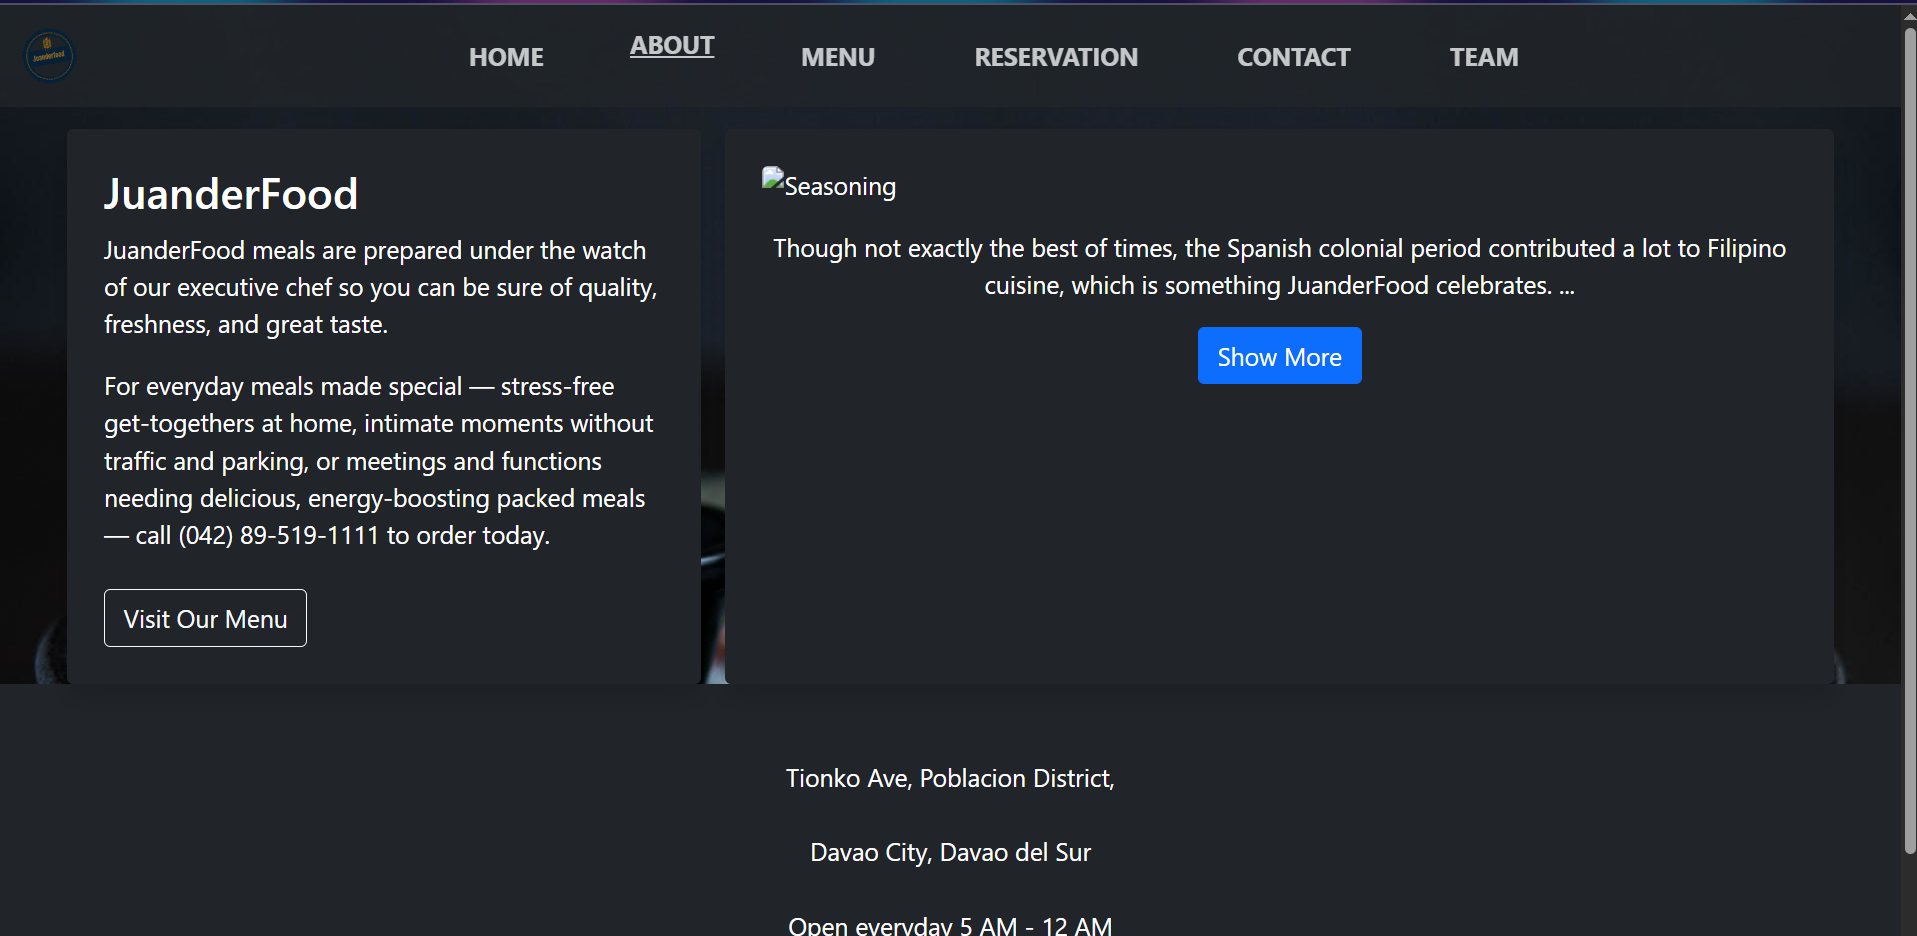 Juanderfood
HOME
ABOUT
MENU
RESERVATION
CONTACT
TEAM
JuanderFood
JuanderFood meals are prepared under the watch
of our executive chef so you can be sure of quality,
freshness, and great taste.
For everyday meals made special — stress-free
get-togethers at home, intimate moments without
traffic and parking, or meetings and functions
needing delicious, energy-boosting packed meals
— call (042) 89-519-1111 to order today.
Visit Our Menu
Seasoning
Though not exactly the best of times, the Spanish colonial period contributed a lot to Filipino
cuisine, which is something JuanderFood celebrates. ...
Show More
Tionko Ave, Poblacion District,
Davao City, Davao del Sur
Open everyday 5 AM - 12 AM